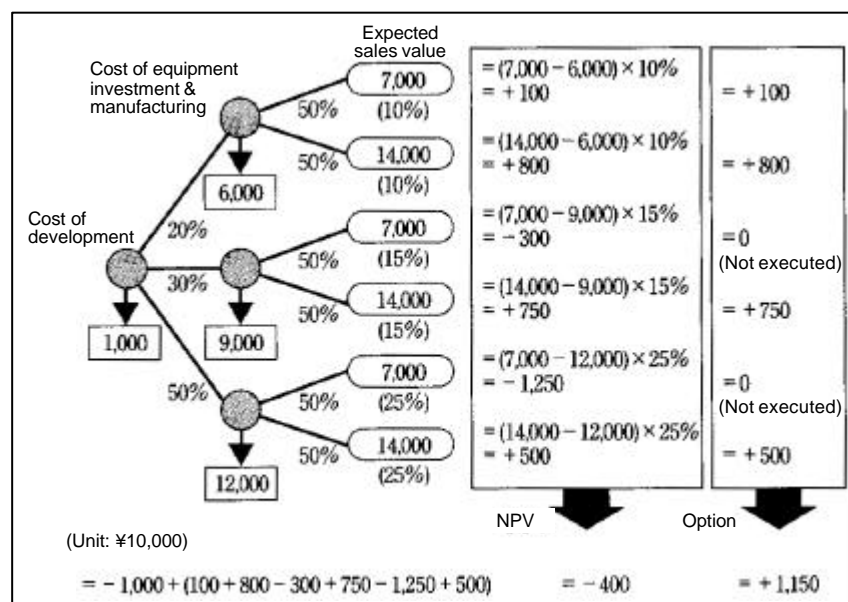 Expected
sales value
Cost of equipment
investment &
manufacturing
7,000
(10%)
50%
50%
14,000
(10%)
6,000
= (7,000 − 6,000) × 10%
= + 100
= +100
= (14,000 − 6,000) × 10%
= + 800
= +800
Cost of
development
20%
30%
50%
1,000
7,000
(15%)
50%
50%
14,000
(15%)
9,000
= (7,000 − 9,000) × 15%
= − 300
= 0
(Not executed)
= (14,000 − 9,000) × 15%
= + 750
= +750
7,000
(25%)
50%
50%
14,000
(25%)
12,000
= (7,000 − 12,000) × 25%
= − 1,250
= 0
(Not executed)
= (14,000 − 12,000) × 25%
= + 500
= +500
NPV
Option
(Unit: ¥10,000)
= − 1,000 + (100 + 800 − 300 + 750 − 1,250 + 500)
= −400
= +1,150